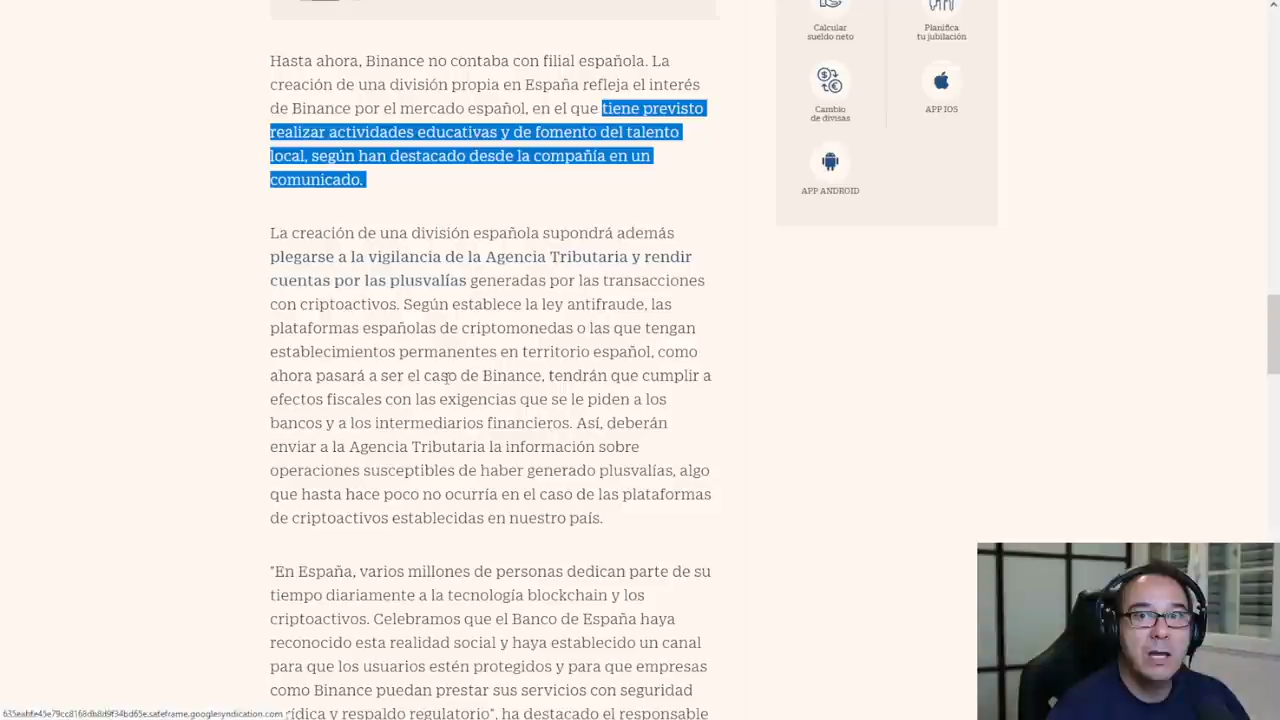 Calcular
sueldo neto
Planifica
tu jubilación
Cambio
de divisas
APP IOS
APP ANDROID
Hasta ahora, Binance no contaba con filial española. La
creación de una división propia en España refleja el interés
de Binance por el mercado español, en el que tiene previsto
realizar actividades educativas y de fomento del talento
local, según han destacado desde la compañía en un
comunicado.
La creación de una división española supondrá además
plegarse a la vigilancia de la Agencia Tributaria y rendir
cuentas por las plusvalías generadas por las transacciones
con criptoactivos. Según establece la ley antifraude, las
plataformas españolas de criptomonedas o las que tengan
establecimientos permanentes en territorio español, como
ahora pasará a ser el caso de Binance, tendrán que cumplir a
efectos fiscales con las exigencias que se le piden a los
bancos y a los intermediarios financieros. Así, deberán
enviar a la Agencia Tributaria la información sobre
operaciones susceptibles de haber generado plusvalías, algo
que hasta hace poco no ocurría en el caso de las plataformas
de criptoactivos establecidas en nuestro país.
"En España, varios millones de personas dedican parte de su
tiempo diariamente a la tecnología blockchain y los
criptoactivos. Celebramos que el Banco de España haya
reconocido esta realidad social y haya establecido un canal
para que los usuarios estén protegidos y para que empresas
como Binance puedan prestar sus servicios con seguridad
rídica y respaldo regulatorio", ha destacado el responsable